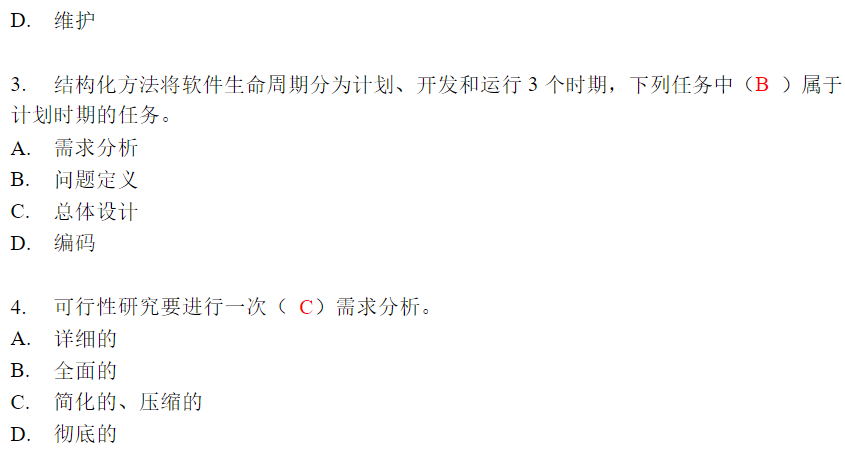 D. 维护
3. 结构化方法将软件生命周期分为计划、开发和运行 3 个时期，下列任务中（B ）属于
计划时期的任务。
A. 需求分析
B. 问题定义
C. 总体设计
D. 编码
4. 可行性研究要进行一次（ C）需求分析。
A. 详细的
B. 全面的
C. 简化的、压缩的
D. 彻底的